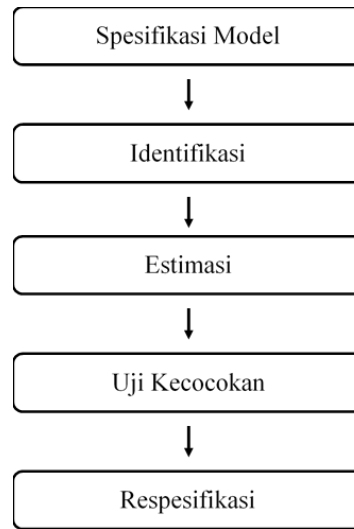 Spesifikasi Model
Identifikasi
Estimasi
Uji Kecocokan
Respesifikasi